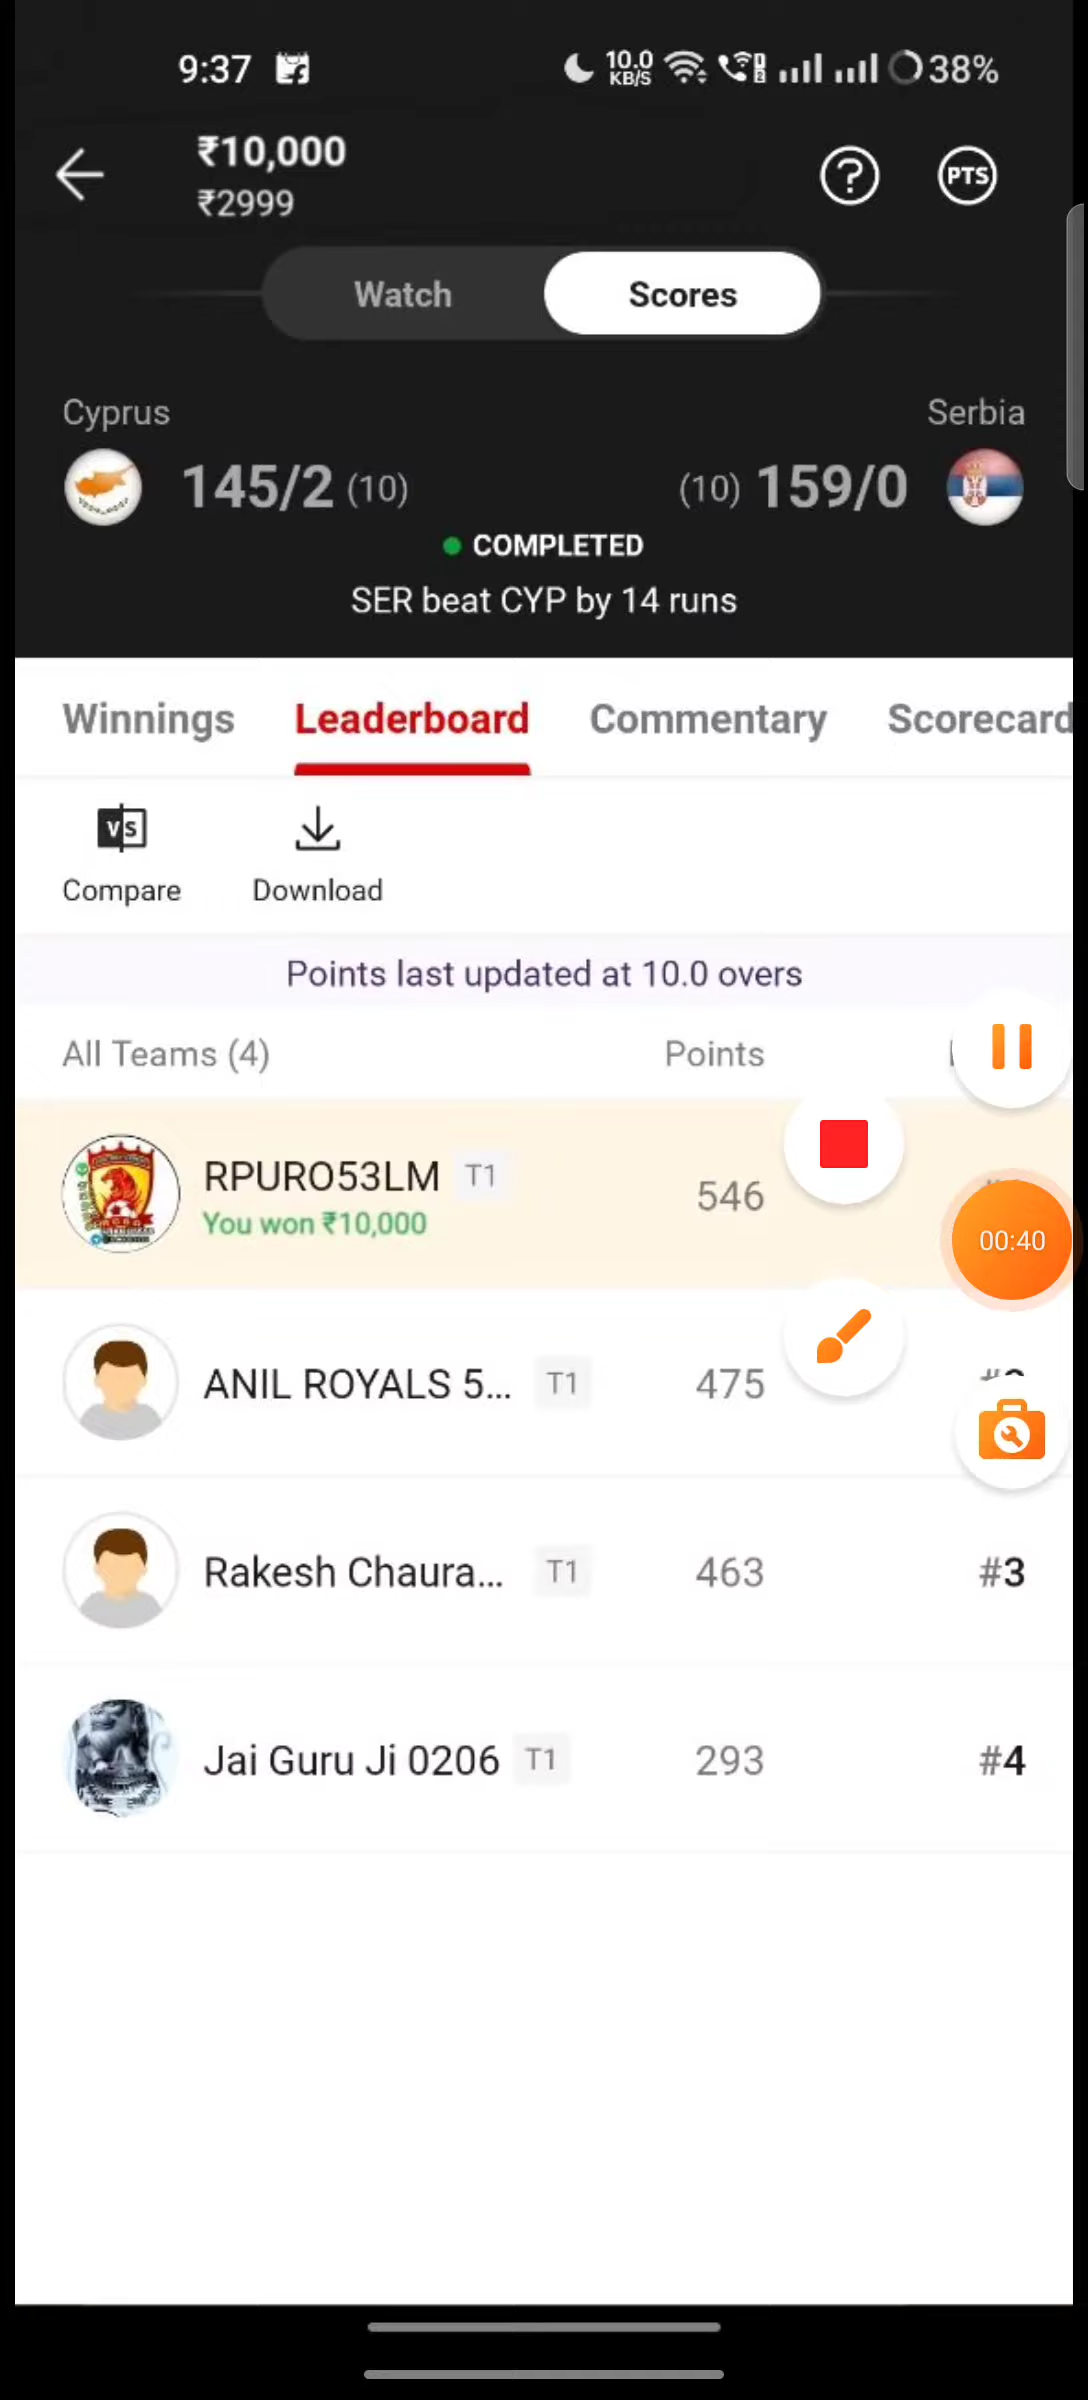 9:37 10.0 KB/S 38%
₹10,000
₹2999
? PTS
Watch Scores
Cyprus Serbia
145/2 (10) (10) 159/0
COMPLETED
SER beat CYP by 14 runs
Winnings Leaderboard Commentary Scorecard
VS
Compare Download
Points last updated at 10.0 overs
All Teams (4) Points
RPURO53LM T1 546
You won ₹10,000
00:40
ANIL ROYALS 5... T1 475
Rakesh Chaura... T1 463 #3
Jai Guru Ji 0206 T1 293 #4